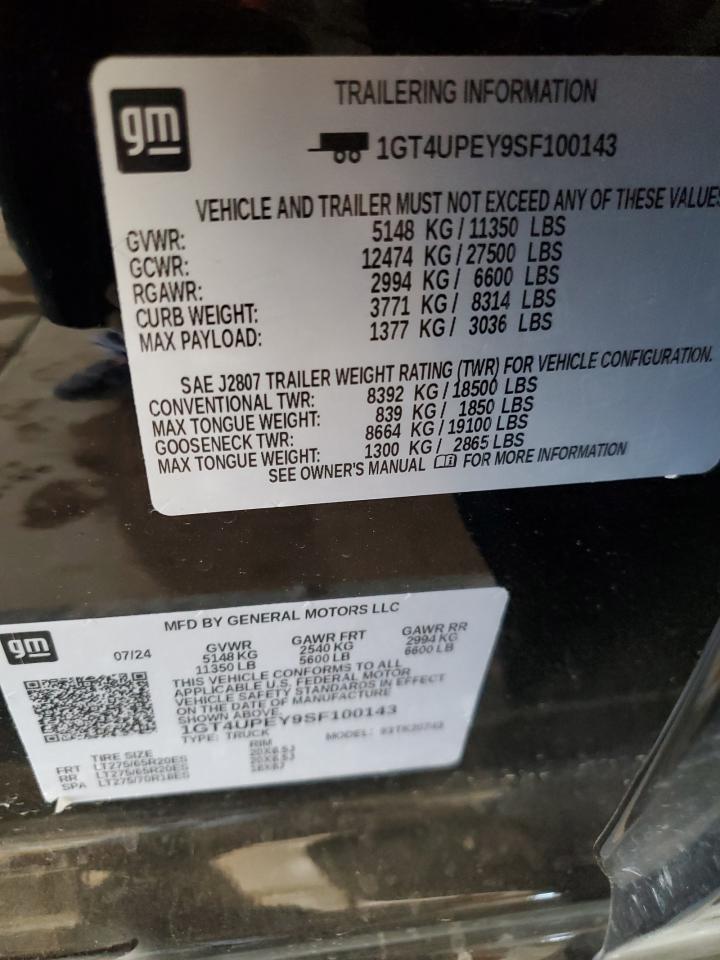 gm
TRAILERING INFORMATION
1GT4UPEY9SF100143
VEHICLE AND TRAILER MUST NOT EXCEED ANY OF THESE VALUES
GVWR: 5148 KG / 11350 LBS
GCWR: 12474 KG / 27500 LBS
RGAWR: 2994 KG / 6600 LBS
CURB WEIGHT: 3771 KG / 8314 LBS
MAX PAYLOAD: 1377 KG / 3036 LBS
SAE J2807 TRAILER WEIGHT RATING (TWR) FOR VEHICLE CONFIGURATION.
CONVENTIONAL TWR: 8392 KG / 18500 LBS
MAX TONGUE WEIGHT: 839 KG / 1850 LBS
GOOSENECK TWR: 8664 KG / 19100 LBS
MAX TONGUE WEIGHT: 1300 KG / 2865 LBS
SEE OWNER'S MANUAL FOR MORE INFORMATION
gm
MFD BY GENERAL MOTORS LLC
07/24 GVWR GAWR FRT GAWR RR
5148 KG 2540 KG 2994 KG
11350 LB 5600 LB 6600 LB
THIS VEHICLE CONFORMS TO ALL
APPLICABLE U.S. FEDERAL MOTOR
VEHICLE SAFETY STANDARDS IN EFFECT
ON THE DATE OF MANUFACTURE
SHOWN ABOVE.
1GT4UPEY9SF100143
TYPE: TRUCK MODEL:
TIRE SIZE RIM
FRT LT275/65R20ES
RR LT275/65R20ES
SPA LT275/70R18ES 18X8J